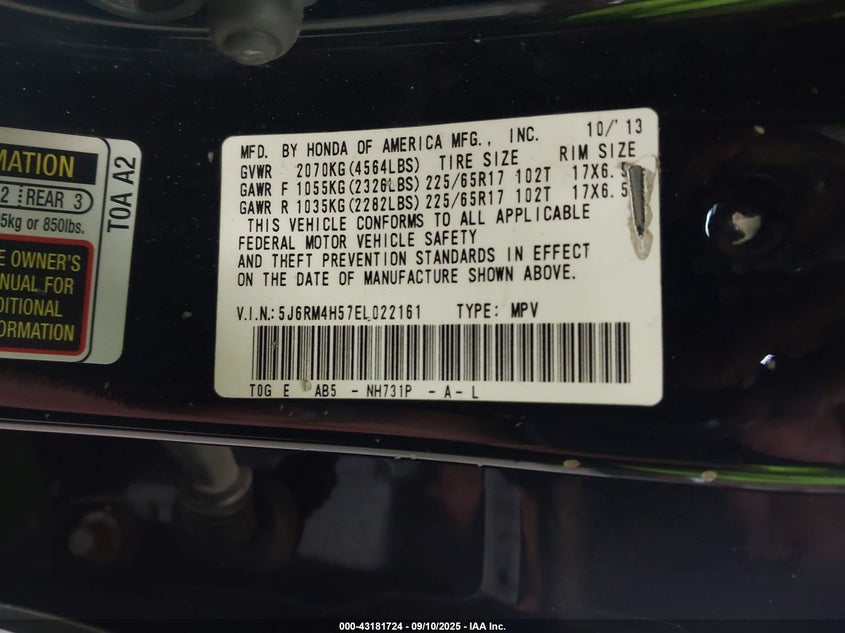 MATION
2 REAR 3
5kg or 850lbs.
E OWNER'S
NUAL FOR
DITIONAL
FORMATION
T0A A2
MFD. BY HONDA OF AMERICA MFG., INC. 10/'13
GVWR 2070KG(4564LBS) TIRE SIZE RIM SIZE
GAWR F 1055KG(2326LBS) 225/65R17 102T 17X6.5
GAWR R 1035KG(2282LBS) 225/65R17 102T 17X6.5
THIS VEHICLE CONFORMS TO ALL APPLICABLE
FEDERAL MOTOR VEHICLE SAFETY
AND THEFT PREVENTION STANDARDS IN EFFECT
ON THE DATE OF MANUFACTURE SHOWN ABOVE.
V.I.N.: 5J6RM4H57EL022161 TYPE: MPV
T0G E AB5 - NH731P - A - L
000-43181724 - 09/10/2025 - IAA Inc.